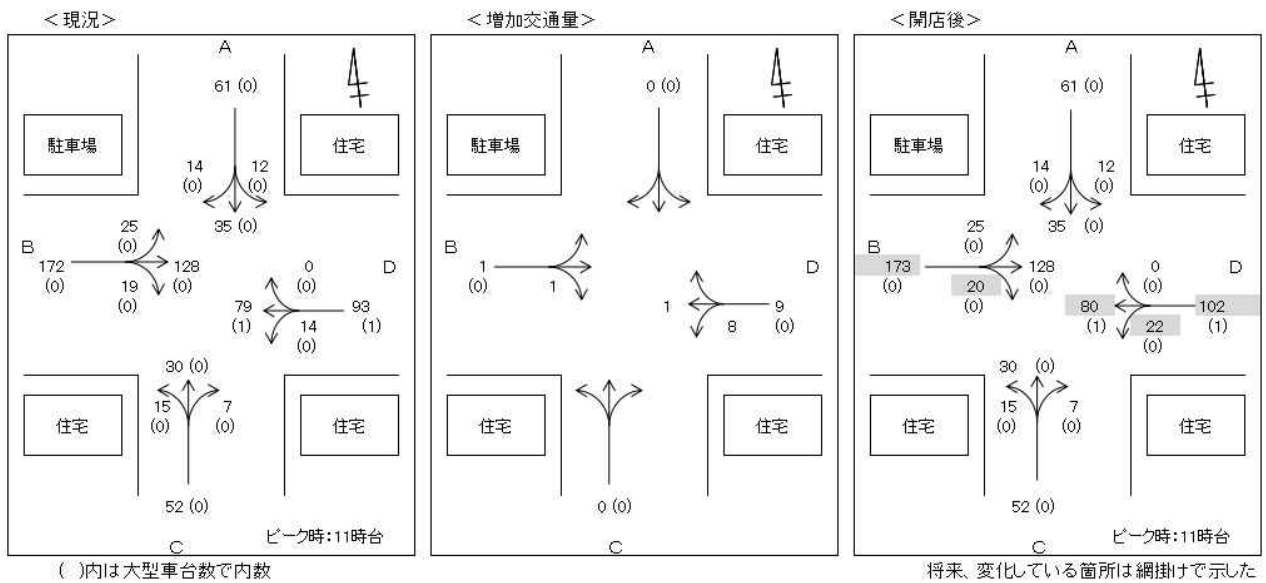 ＜現況＞
A
61 (0)
駐車場
住宅
14
(0)
12
(0)
35 (0)
25
(0)
B
172
(0)
128
(0)
19
(0)
0
(0)
D
79
(1)
93
(1)
14
(0)
30 (0)
15
(0)
7
(0)
住宅
住宅
52 (0)
ピーク時：11時台
C
( )内は大型車台数で内数
＜増加交通量＞
A
0 (0)
駐車場
住宅
B
1
(0)
1
D
1
9
(0)
8
住宅
住宅
0 (0)
C
＜開店後＞
A
61 (0)
駐車場
住宅
14
(0)
12
(0)
35 (0)
25
(0)
B
173
(0)
128
(0)
20
(0)
0
(0)
D
80
(1)
102
(1)
22
(0)
30 (0)
15
(0)
7
(0)
住宅
住宅
52 (0)
ピーク時：11時台
C
将来、変化している箇所は網掛けで示した